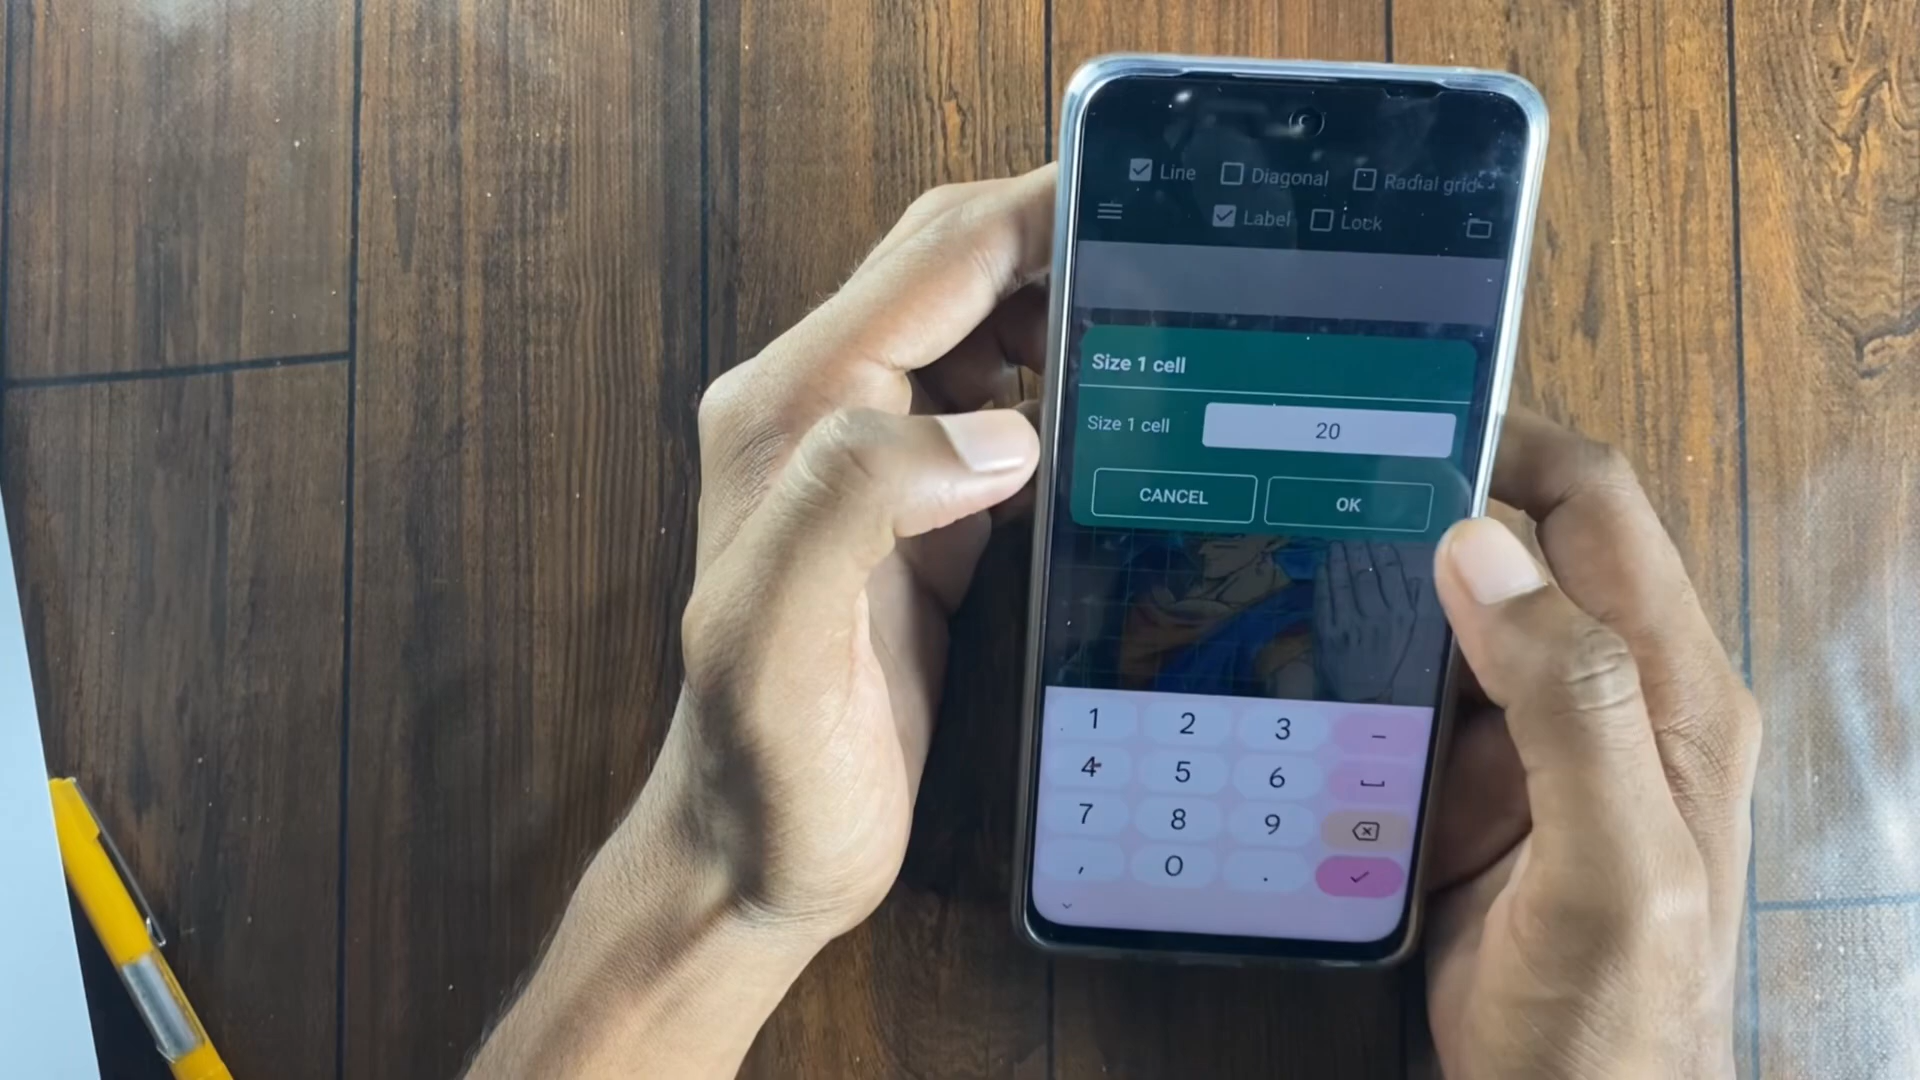 Line Diagonal Radial grid
Label Lock
Size 1 cell
Size 1 cell 20
CANCEL OK
1 2 3 -
4 5 6
7 8 9
, 0 .